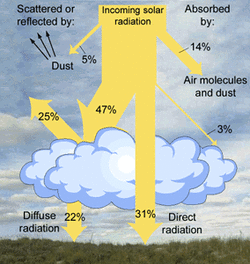 Scattered or
reflected by:
Incoming solar
radiation
Absorbed
by:
Dust
5%
14%
Air molecules
and dust
25%
47%
3%
Diffuse
radiation
22%
31%
Direct
radiation